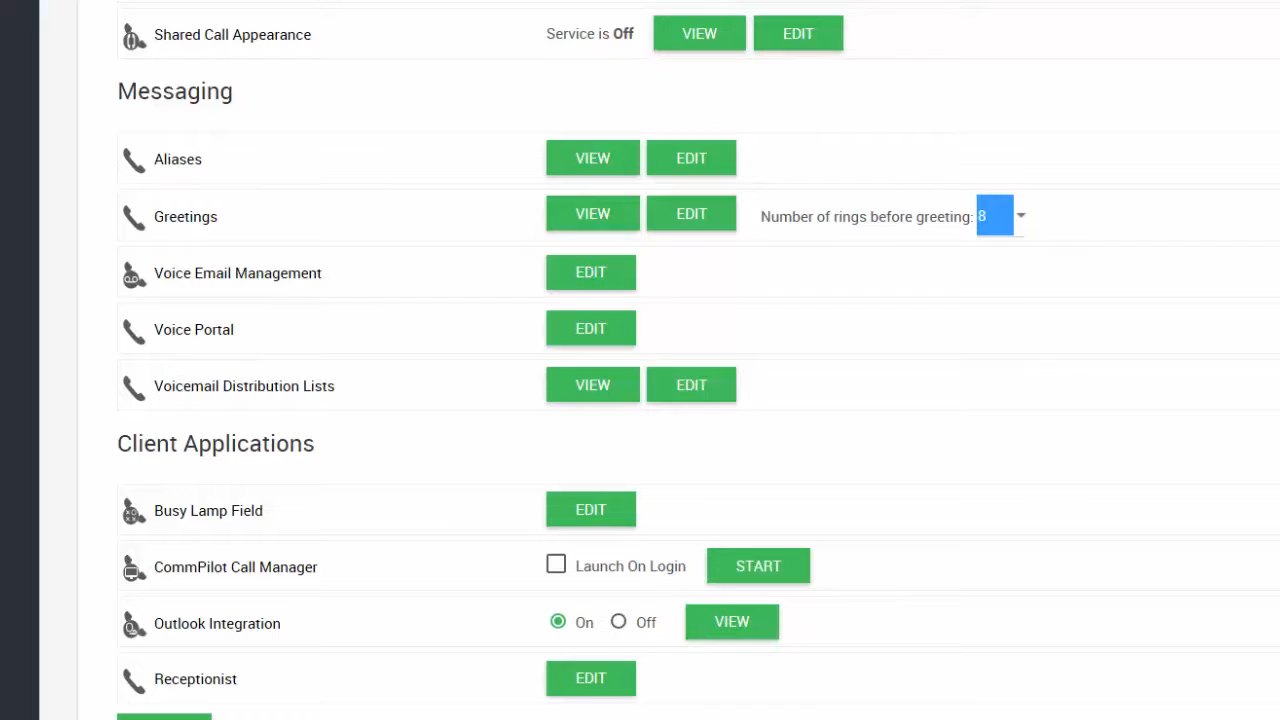 Shared Call Appearance Service is Off VIEW EDIT
Messaging
Aliases VIEW EDIT
Greetings VIEW EDIT Number of rings before greeting: 8
Voice Email Management EDIT
Voice Portal EDIT
Voicemail Distribution Lists VIEW EDIT
Client Applications
Busy Lamp Field EDIT
CommPilot Call Manager Launch On Login START
Outlook Integration On Off VIEW
Receptionist EDIT